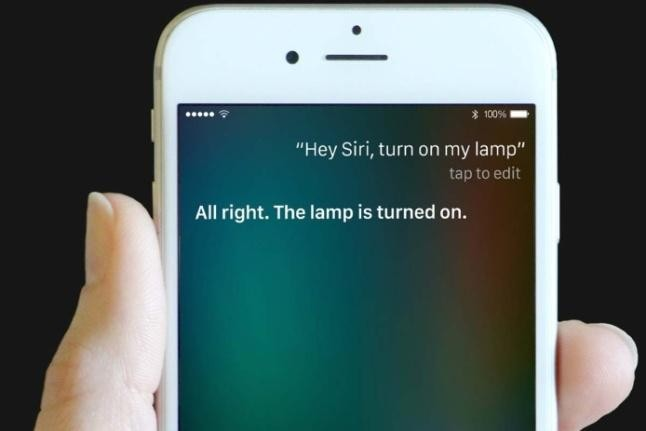 100%
“Hey Siri, turn on my lamp”
tap to edit
All right. The lamp is turned on.